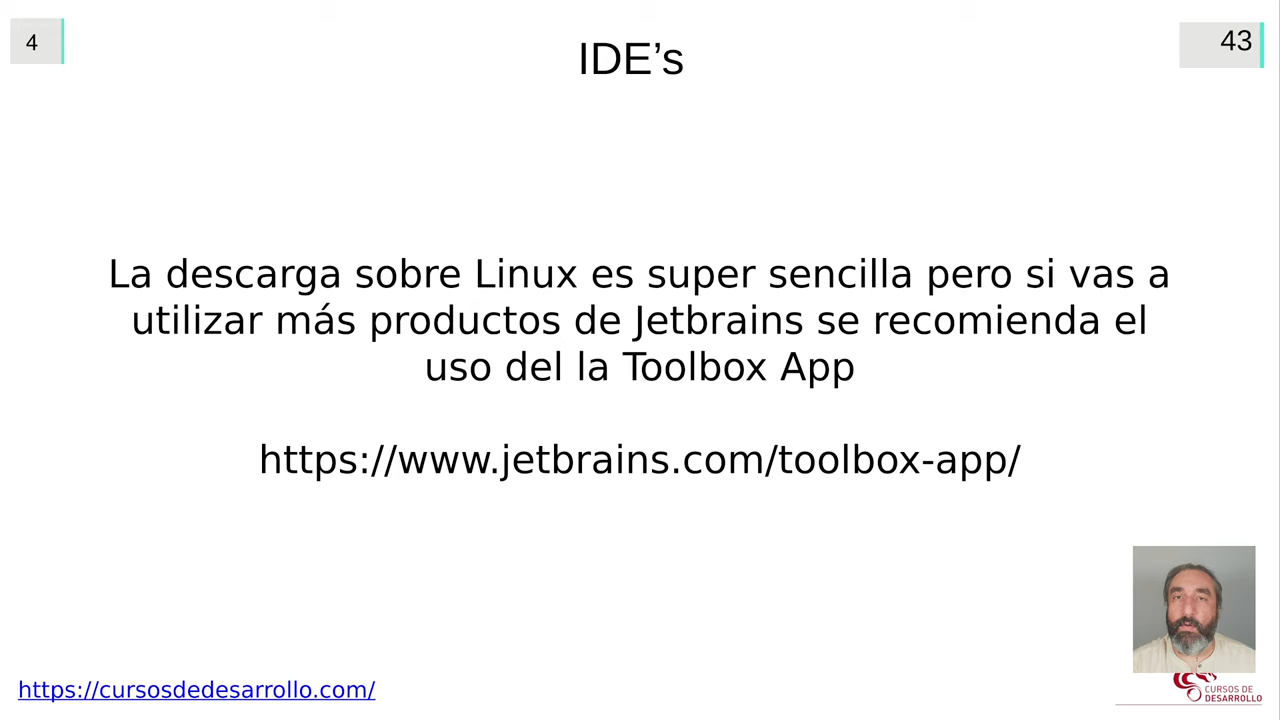 4
43
IDE’s
La descarga sobre Linux es super sencilla pero si vas a
utilizar más productos de Jetbrains se recomienda el
uso del la Toolbox App
https://www.jetbrains.com/toolbox-app/
https://cursosdedesarrollo.com/
CURSOS DE
DESARROLLO